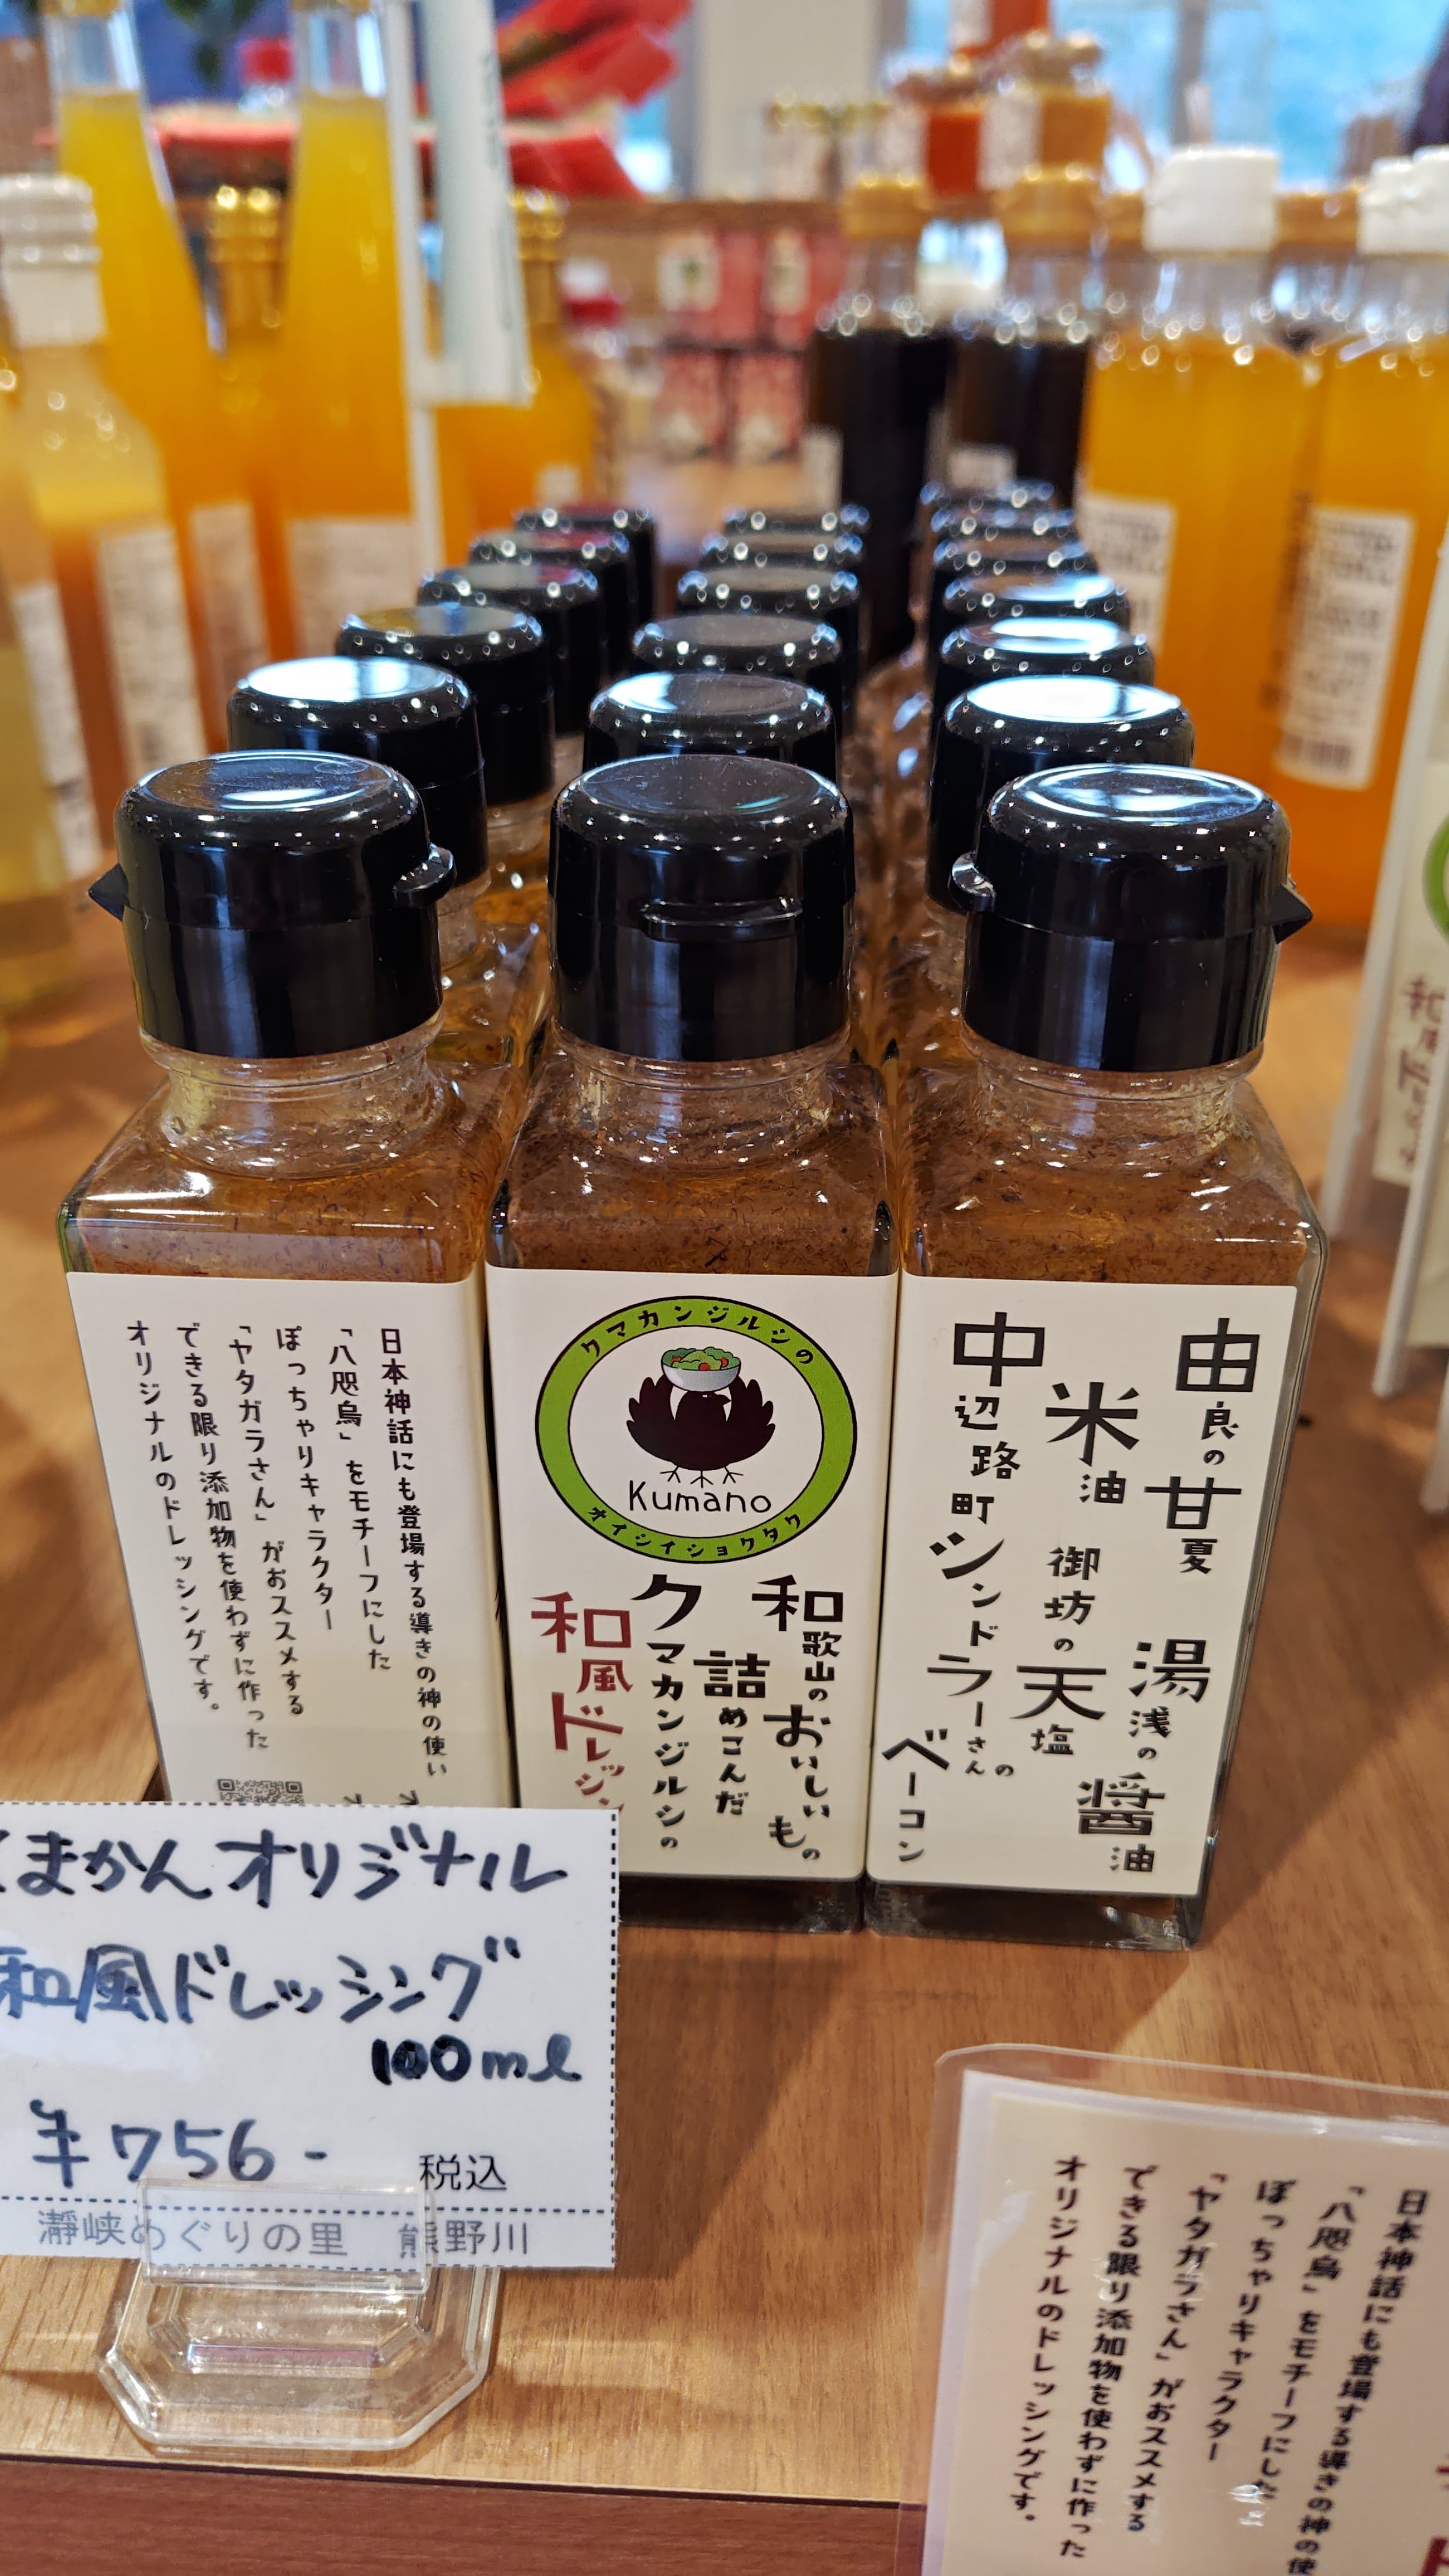 日本神話にも登場する導きの神の使い
「八咫烏」をモチーフにした
ぽっちゃりキャラクター
「ヤタガラさん」がおススメする
できる限り添加物を使わずに作った
オリジナルのドレッシングです。
クマカンジルシの
Kumano
オイシイショクタク
和歌山のおいしいもの
詰めこんだ
クマカンジルシの
和風ドレッシン
由良の甘夏
湯浅の醤油
米油
御坊の天塩
中辺路町
シンドラーさんの
ベーコン
くまかんオリジナル
和風ドレッシング
100ml
¥756-
税込
瀞峡めぐりの里 熊野川
日本神話にも登場する導きの神の使
「八咫烏」をモチーフにした
ぽっちゃりキャラクター
「ヤタガラさん」がおススメする
できる限り添加物を使わずに作った
オリジナルのドレッシングです。